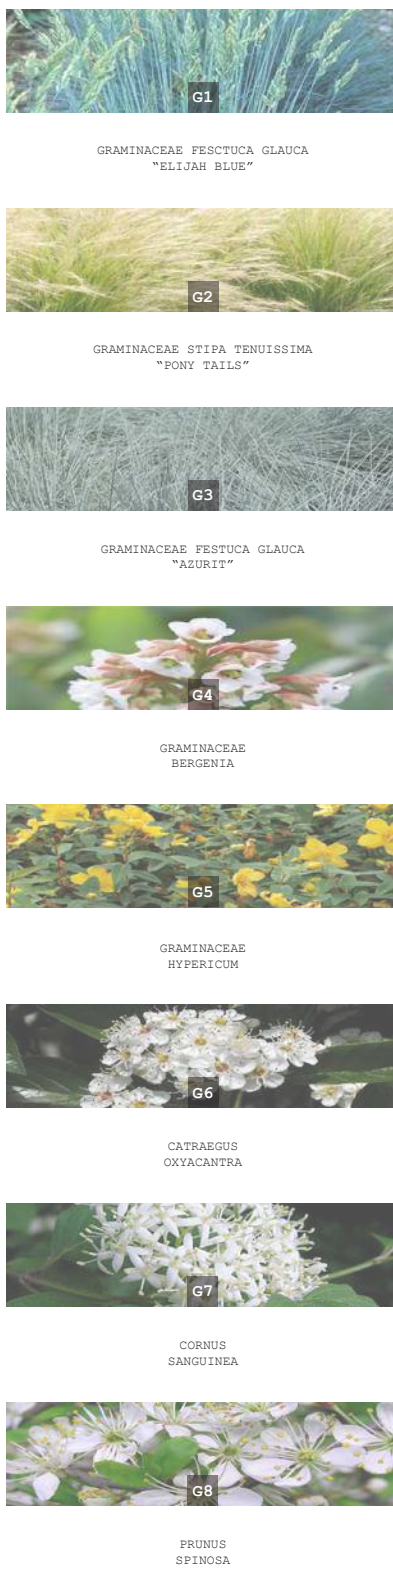 G1
GRAMINACEAE FESCTUCA GLAUCA
“ELIJAH BLUE”
G2
GRAMINACEAE STIPA TENUISSIMA
“PONY TAILS”
G3
GRAMINACEAE FESTUCA GLAUCA
“AZURIT”
G4
GRAMINACEAE
BERGENIA
G5
GRAMINACEAE
HYPERICUM
G6
CATRAEGUS
OXYACANTRA
G7
CORNUS
SANGUINEA
G8
PRUNUS
SPINOSA